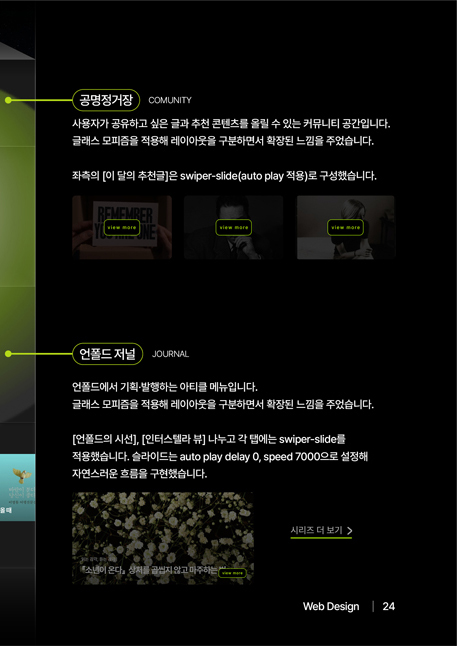 공명정거장 COMUNITY
사용자가 공유하고 싶은 글과 추천 콘텐츠를 올릴 수 있는 커뮤니티 공간입니다.
글래스 모피즘을 적용해 레이아웃을 구분하면서 확장된 느낌을 주었습니다.
좌측의 [이 달의 추천글]은 swiper-slide(auto play 적용)로 구성했습니다.
REMEMBER
view more
view more
view more
언폴드 저널 JOURNAL
언폴드에서 기획·발행하는 아티클 메뉴입니다.
글래스 모피즘을 적용해 레이아웃을 구분하면서 확장된 느낌을 주었습니다.
[언폴드의 시선], [인터스텔라 뷰] 나누고 각 탭에는 swiper-slide를
적용했습니다. 슬라이드는 auto play delay 0, speed 7000으로 설정해
자연스러운 흐름을 구현했습니다.
시리즈 더 보기
『소년이 온다』 상처를 곱씹지 않고 마주하는
view more
Web Design | 24